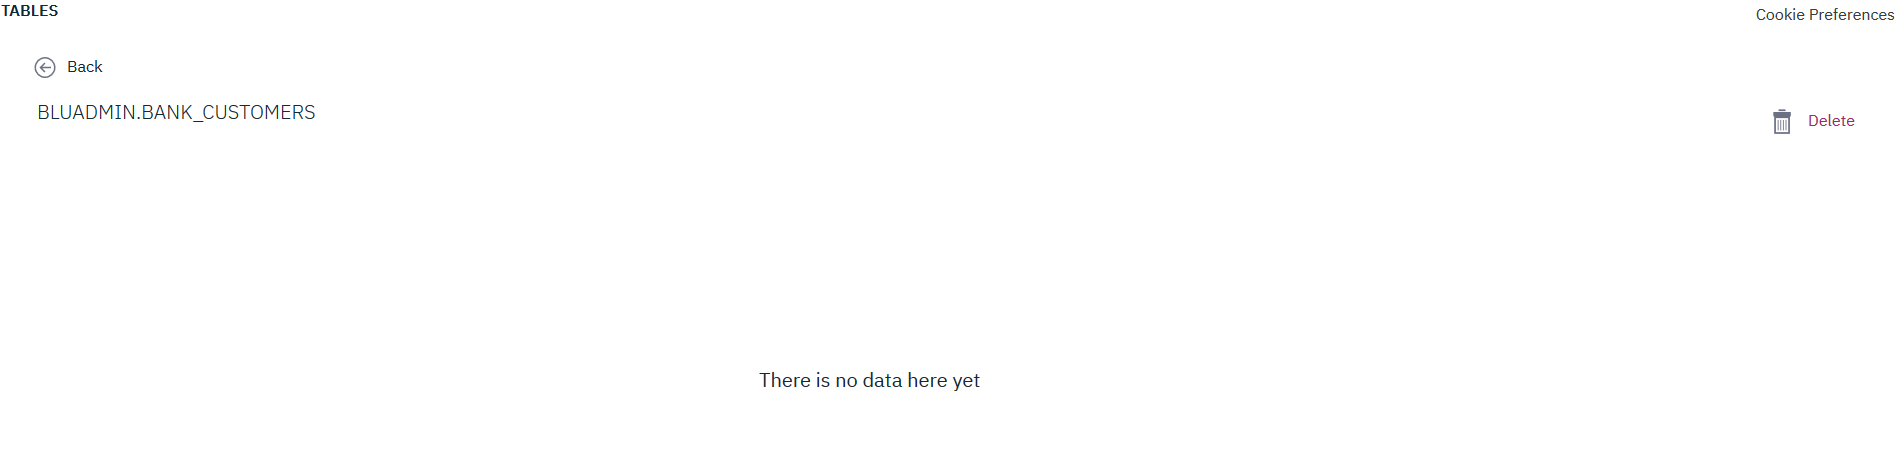 TABLES
Cookie Preferences
Back
BLUADMIN.BANK_CUSTOMERS
Delete
There is no data here yet